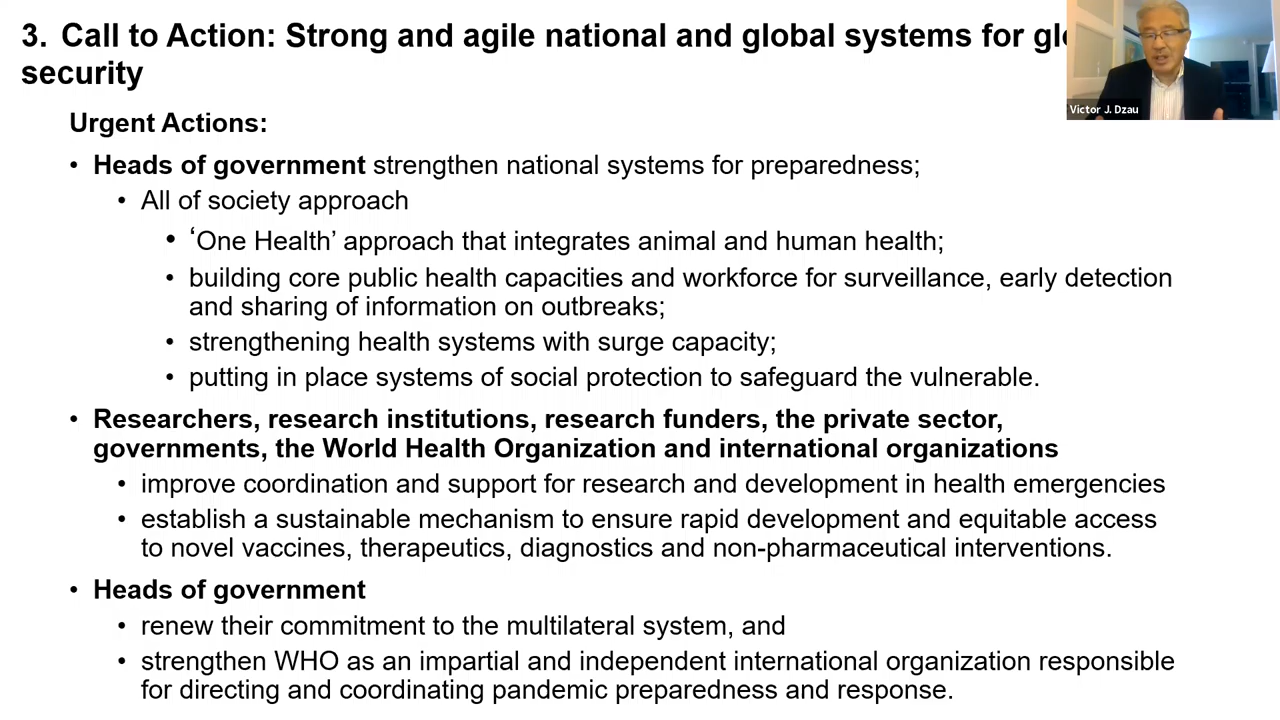 3. Call to Action: Strong and agile national and global systems for
security
Victor J. Dzau
Urgent Actions:
• Heads of government strengthen national systems for preparedness;
• All of society approach
• ‘One Health’ approach that integrates animal and human health;
• building core public health capacities and workforce for surveillance, early detection
and sharing of information on outbreaks;
• strengthening health systems with surge capacity;
• putting in place systems of social protection to safeguard the vulnerable.
• Researchers, research institutions, research funders, the private sector,
governments, the World Health Organization and international organizations
• improve coordination and support for research and development in health emergencies
• establish a sustainable mechanism to ensure rapid development and equitable access
to novel vaccines, therapeutics, diagnostics and non-pharmaceutical interventions.
• Heads of government
• renew their commitment to the multilateral system, and
• strengthen WHO as an impartial and independent international organization responsible
for directing and coordinating pandemic preparedness and response.